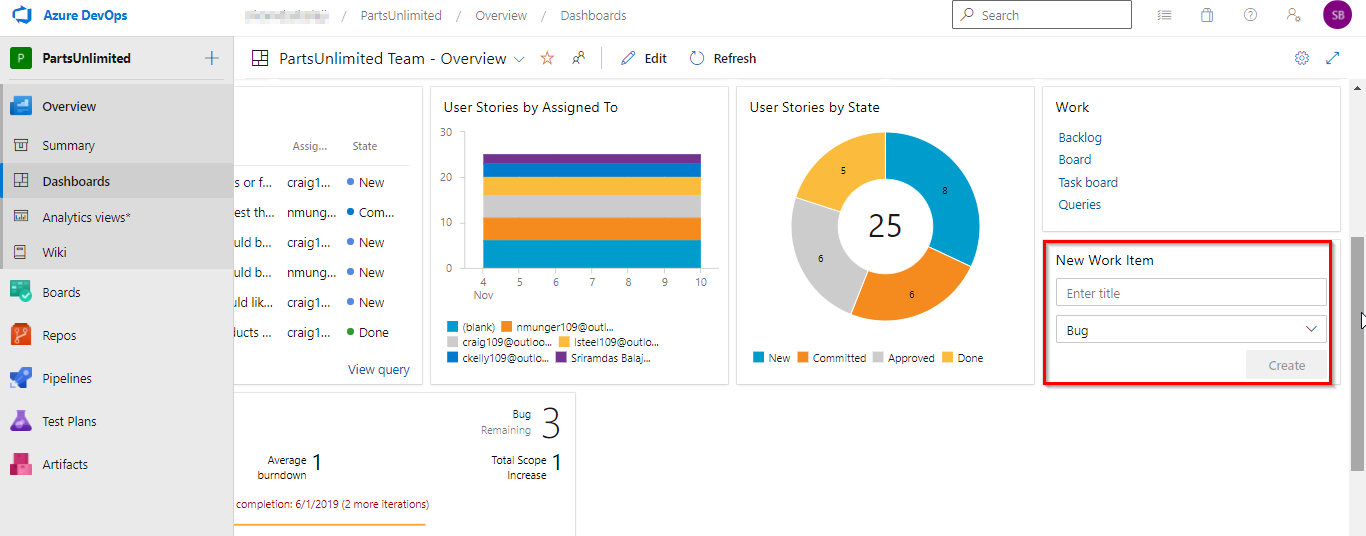 Azure DevOps
/ PartsUnlimited / Overview / Dashboards
Search
SB
P PartsUnlimited
PartsUnlimited Team - Overview
Edit
Refresh
Overview
Summary
Dashboards
Analytics views*
Wiki
Boards
Repos
Pipelines
Test Plans
Artifacts
Assig... State
s or f... craig1... New
est th... nmung... Com...
uld b... craig1... New
uld b... nmung... New
uld lik... craig1... New
ducts ... craig1... Done
View query
User Stories by Assigned To
30
20
10
0
4 5 6 7 8 9 10
Nov
(blank) nmunger109@outl...
craig109@outloo... lsteel109@outlo...
ckelly109@outlo... Sriramdas Balaj...
User Stories by State
5
8
25
6
6
New Committed Approved Done
Work
Backlog
Board
Task board
Queries
New Work Item
Enter title
Bug
Create
Bug
Remaining 3
Average
burndown 1
Total Scope
Increase 1
completion: 6/1/2019 (2 more iterations)